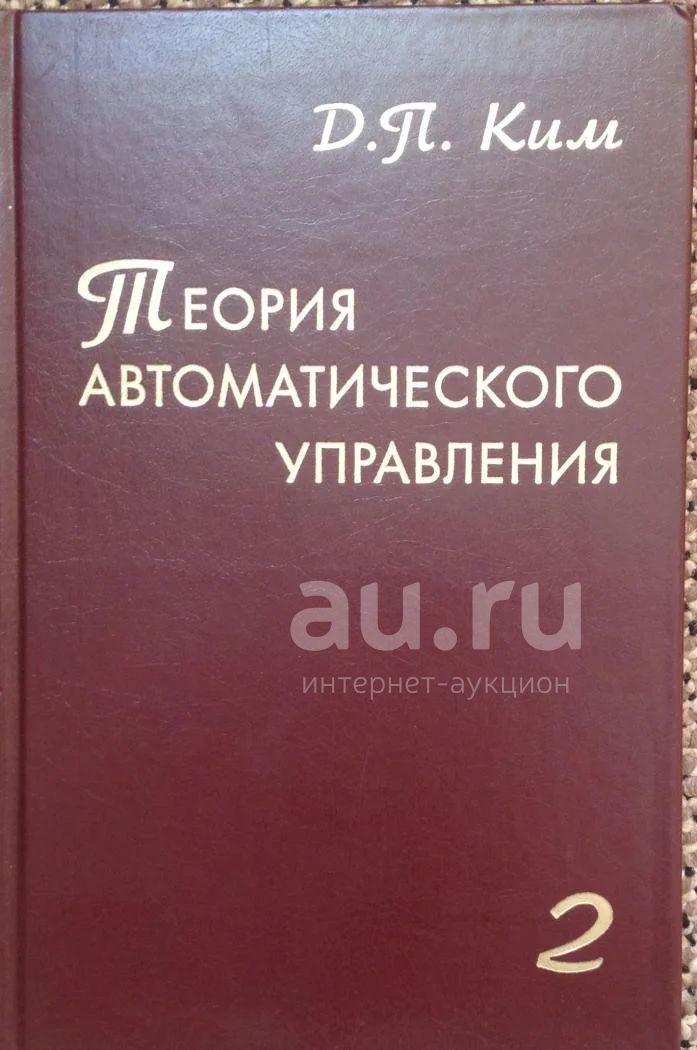 Д.П. Ким
ТЕОРИЯ
АВТОМАТИЧЕСКОГО
УПРАВЛЕНИЯ
au.ru
интернет-аукцион
2